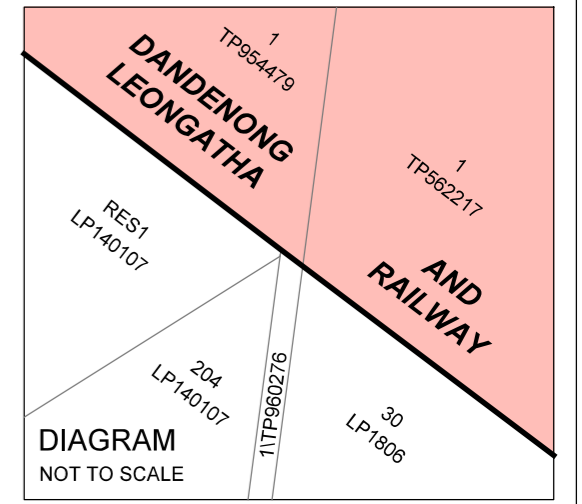 1
TP954479
DANDENONG
LEONGATHA
1
TP562217
AND
RAILWAY
RES1
LP140107
204
LP140107
1\TP960276
30
LP1806
DIAGRAM
NOT TO SCALE